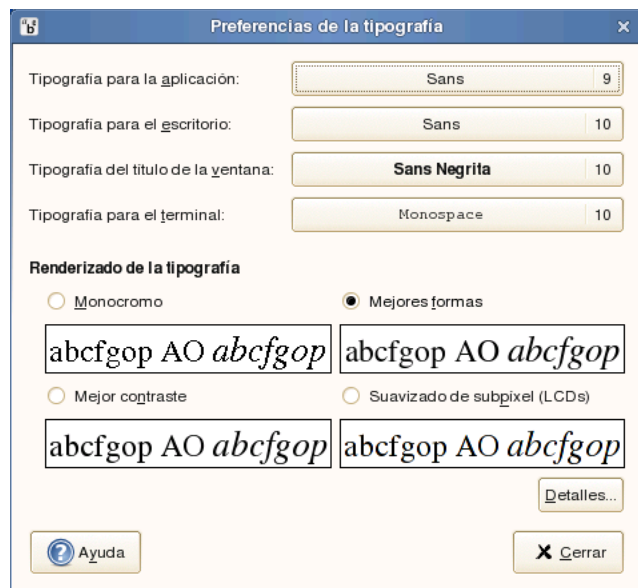 Preferencias de la tipografía
Tipografía para la aplicación: Sans 9
Tipografía para el escritorio: Sans 10
Tipografía del título de la ventana: Sans Negrita 10
Tipografía para el terminal: Monospace 10
Renderizado de la tipografía
Monocromo Mejores formas
abcfgop AO abcfgop abcfgop AO abcfgop
Mejor contraste Suavizado de subpíxel (LCDs)
abcfgop AO abcfgop abcfgop AO abcfgop
Detalles...
Ayuda Cerrar